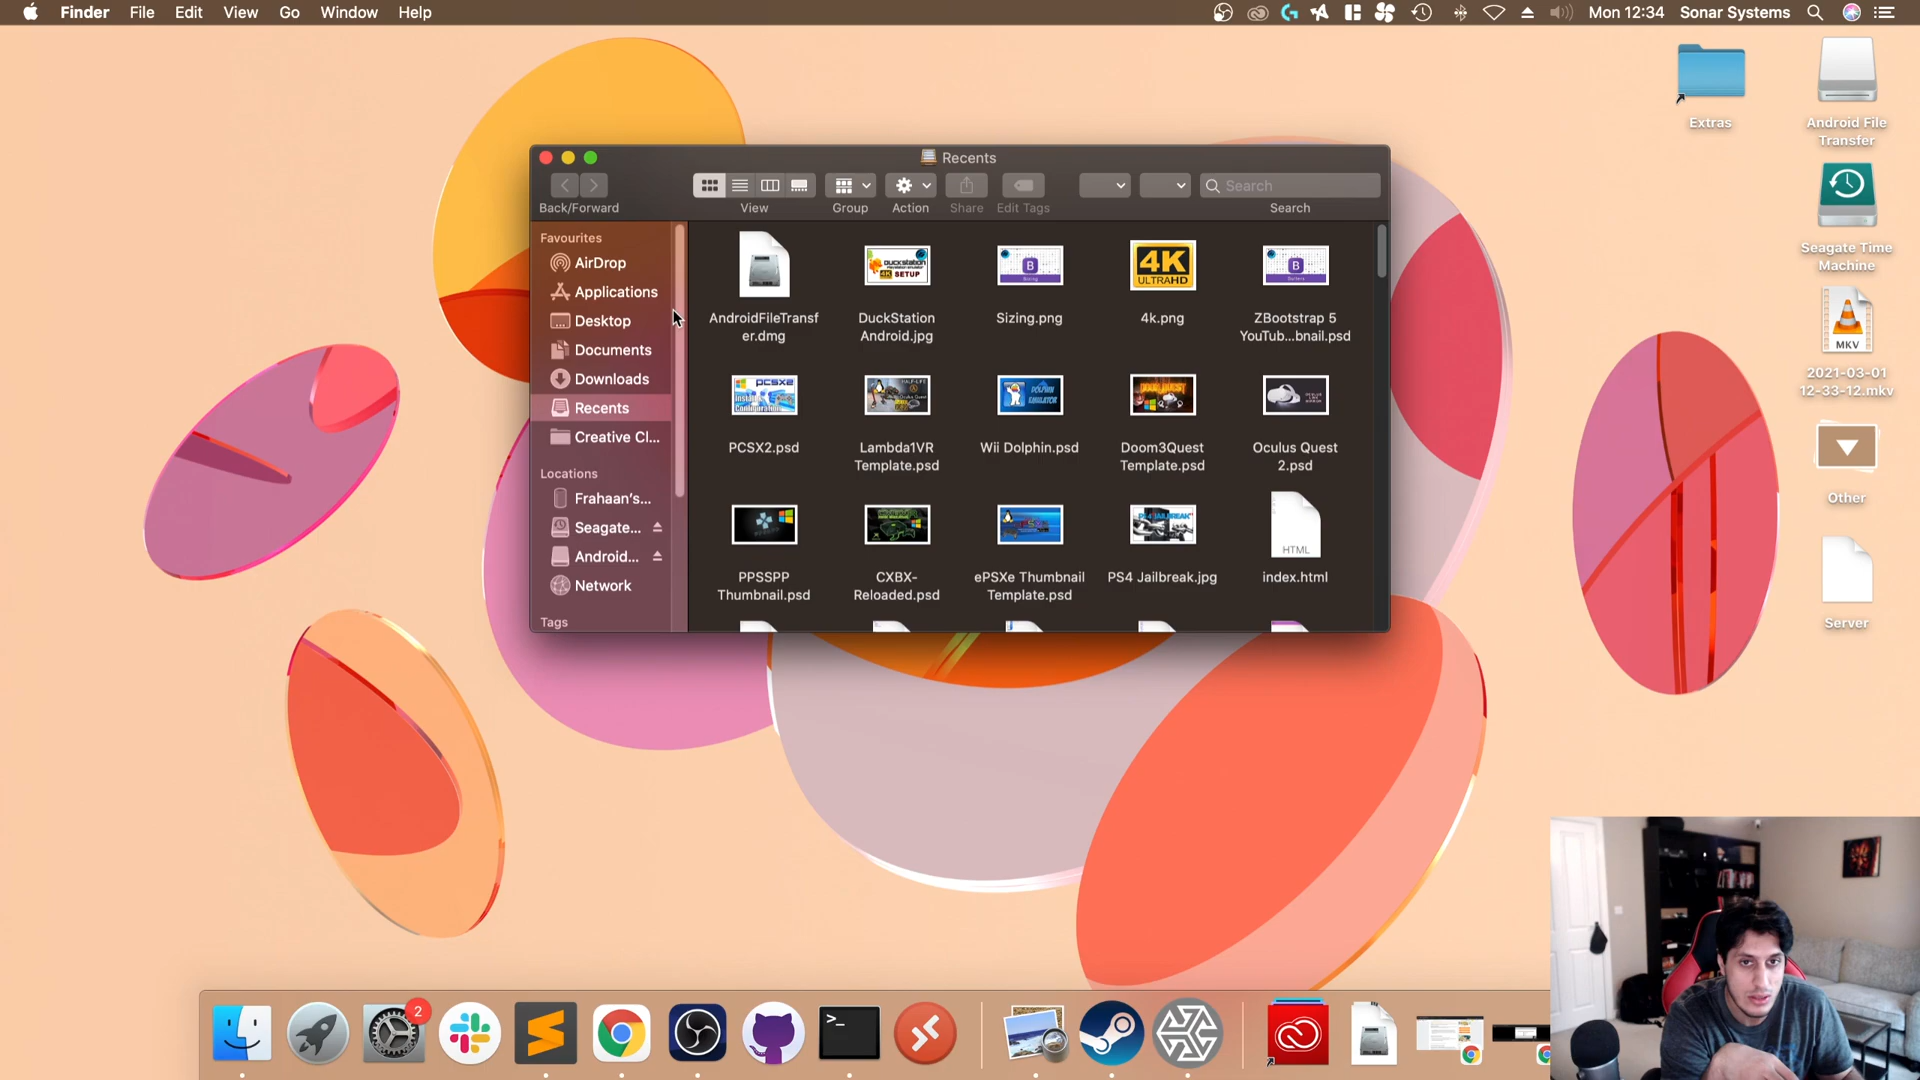 Finder File Edit View Go Window Help
Mon 12:34 Sonar Systems
Extras
Android File
Transfer
Seagate Time
Machine
MKV
2021-03-01
12-33-12.mkv
Other
Server
Recents
Back/Forward
View
Group
Action
Share
Edit Tags
Search
Search
Favourites
AirDrop
Applications
Desktop
Documents
Downloads
Recents
Creative Cl...
Locations
Frahaan's...
Seagate...
Android...
Network
Tags
AndroidFileTransf
er.dmg
DuckStation
Android.jpg
Sizing.png
4K
ULTRAHD
4k.png
ZBootstrap 5
YouTub...bnail.psd
PCSX2.psd
Lambda1VR
Template.psd
Wii Dolphin.psd
Doom3Quest
Template.psd
Oculus Quest
2.psd
PPSSPP
Thumbnail.psd
CXBX-
Reloaded.psd
ePSXe Thumbnail
Template.psd
PS4 Jailbreak.jpg
HTML
index.html
2